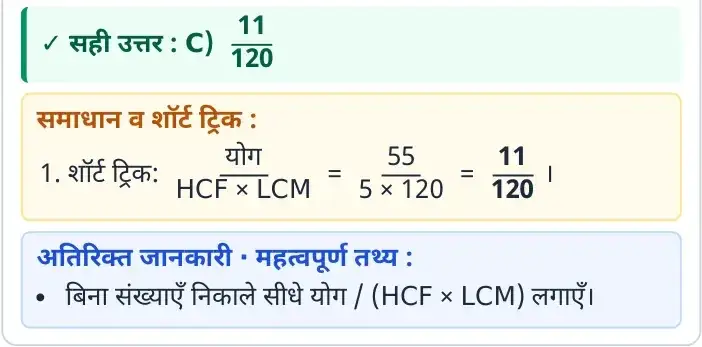 ✓ सही उत्तर : C) 11/120
समाधान व शॉर्ट ट्रिक :
1. शॉर्ट ट्रिक: योग/HCF × LCM = 55/5 × 120 = 11/120 ।
अतिरिक्त जानकारी · महत्वपूर्ण तथ्य :
• बिना संख्याएँ निकाले सीधे योग / (HCF × LCM) लगाएँ।